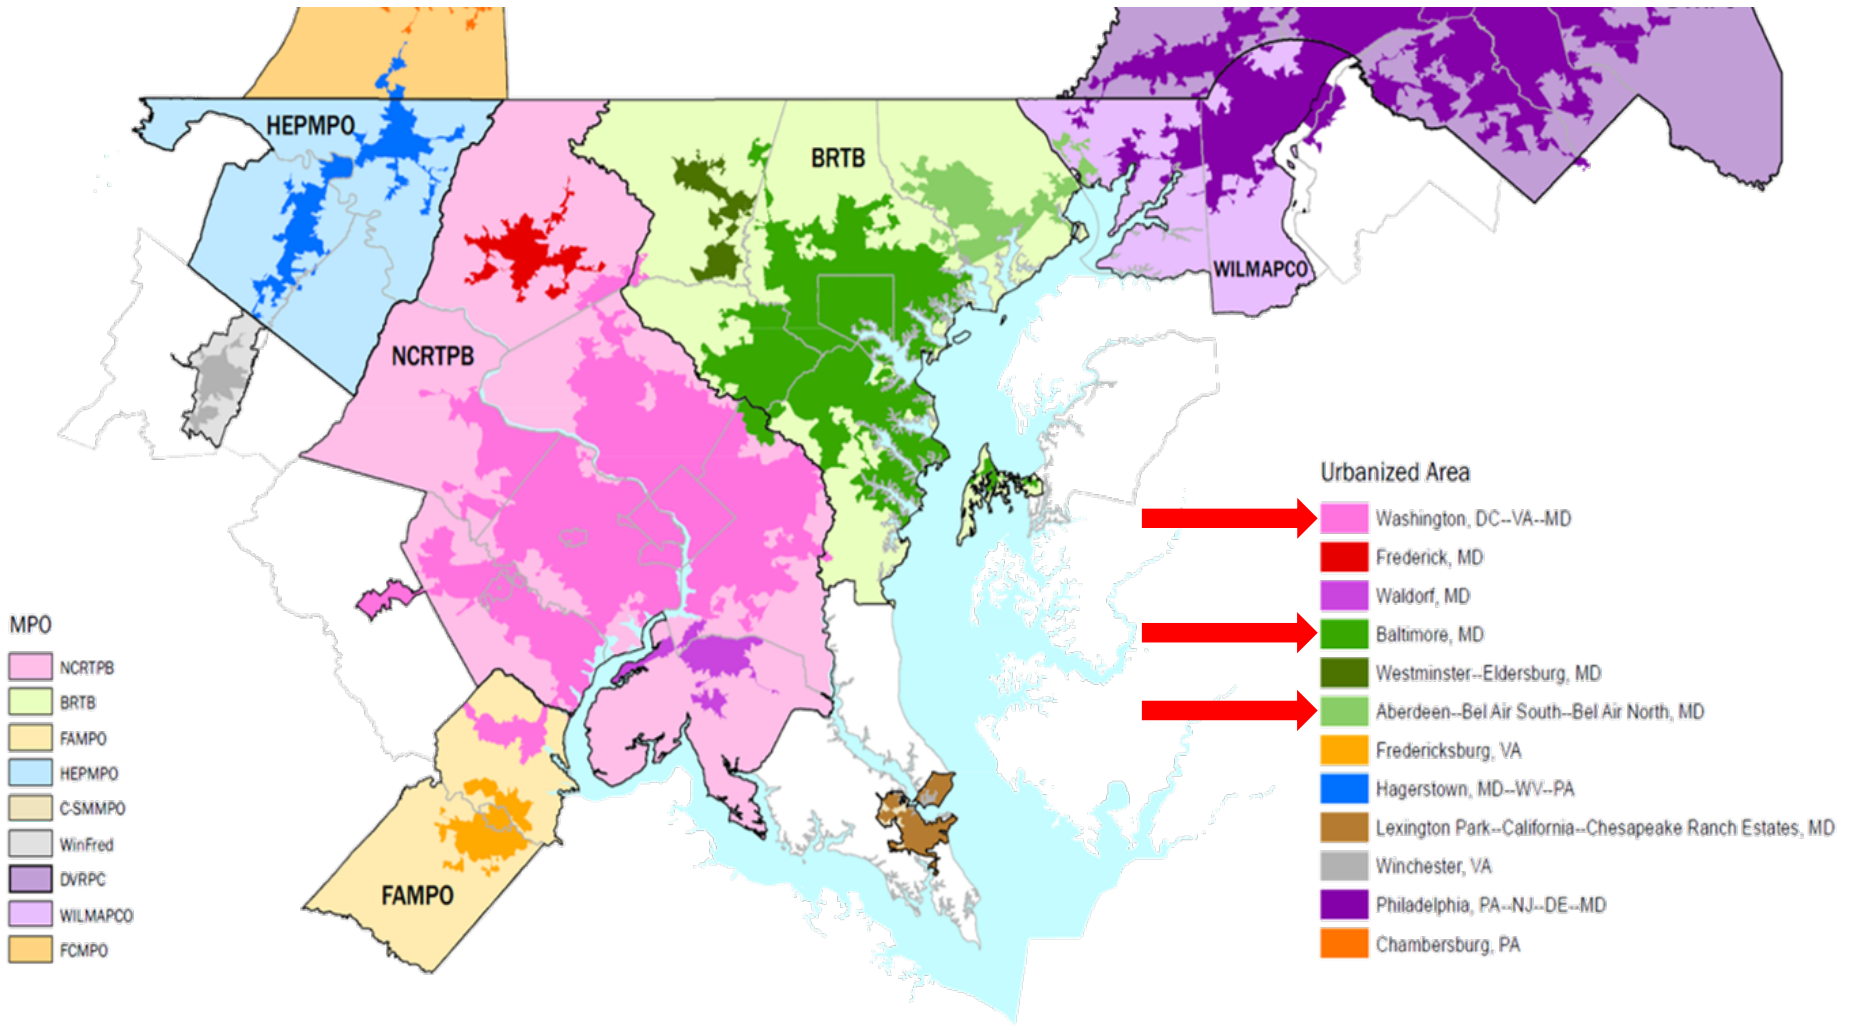 HEPMPO
BRTB
WILMAPCO
NCRTPB
FAMPO
MPO
NCRTPB
BRTB
FAMPO
HEPMPO
C-SMMPO
WinFred
DVRPC
WILMAPCO
FCMPO
Urbanized Area
Washington, DC--VA--MD
Frederick, MD
Waldorf, MD
Baltimore, MD
Westminster--Eldersburg, MD
Aberdeen--Bel Air South--Bel Air North, MD
Fredericksburg, VA
Hagerstown, MD--WV--PA
Lexington Park--California--Chesapeake Ranch Estates, MD
Winchester, VA
Philadelphia, PA--NJ--DE--MD
Chambersburg, PA